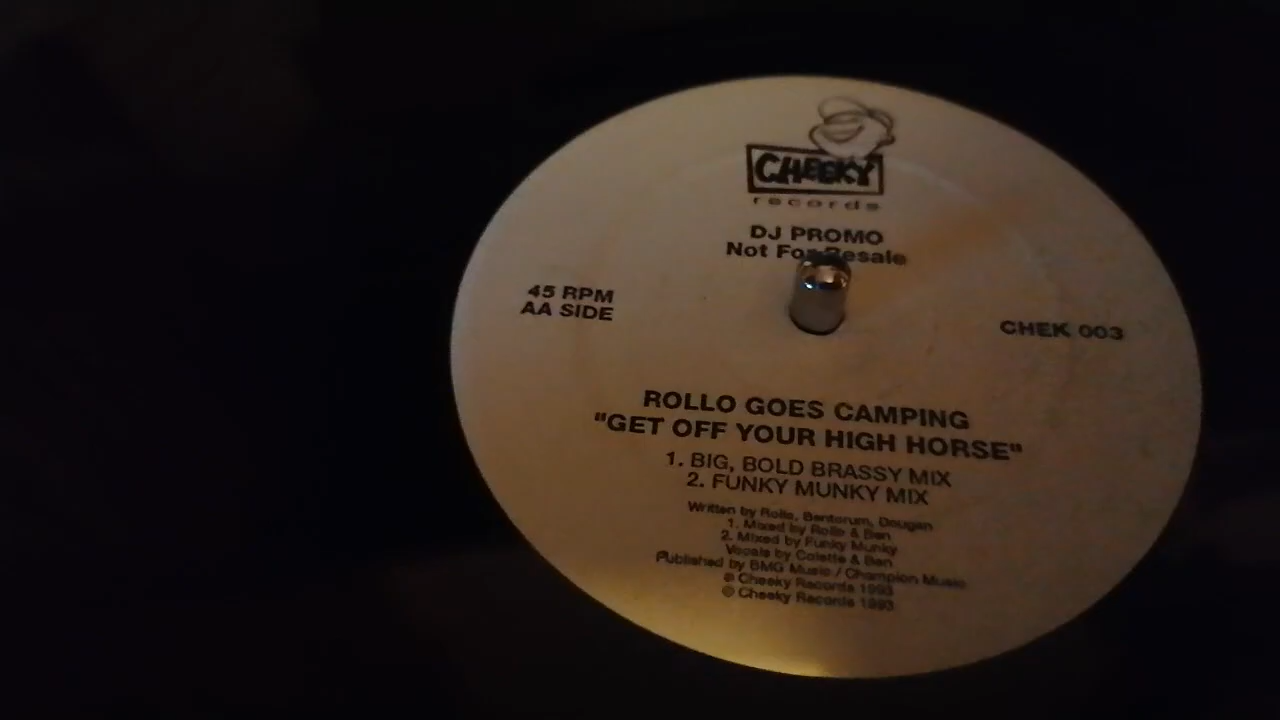 CHEEKY
records
DJ PROMO
Not For Resale
45 RPM
AA SIDE
CHEK 003
ROLLO GOES CAMPING
"GET OFF YOUR HIGH HORSE"
1. BIG, BOLD BRASSY MIX
2. FUNKY MUNKY MIX
Written by Rollo, Bentorum, Dougan
1. Mixed by Rollo & Ben
2. Mixed by Funky Munky
Vocals by Colette & Ben
Published by BMG Music / Champion Music
℗ Cheeky Records 1993
© Cheeky Records 1993